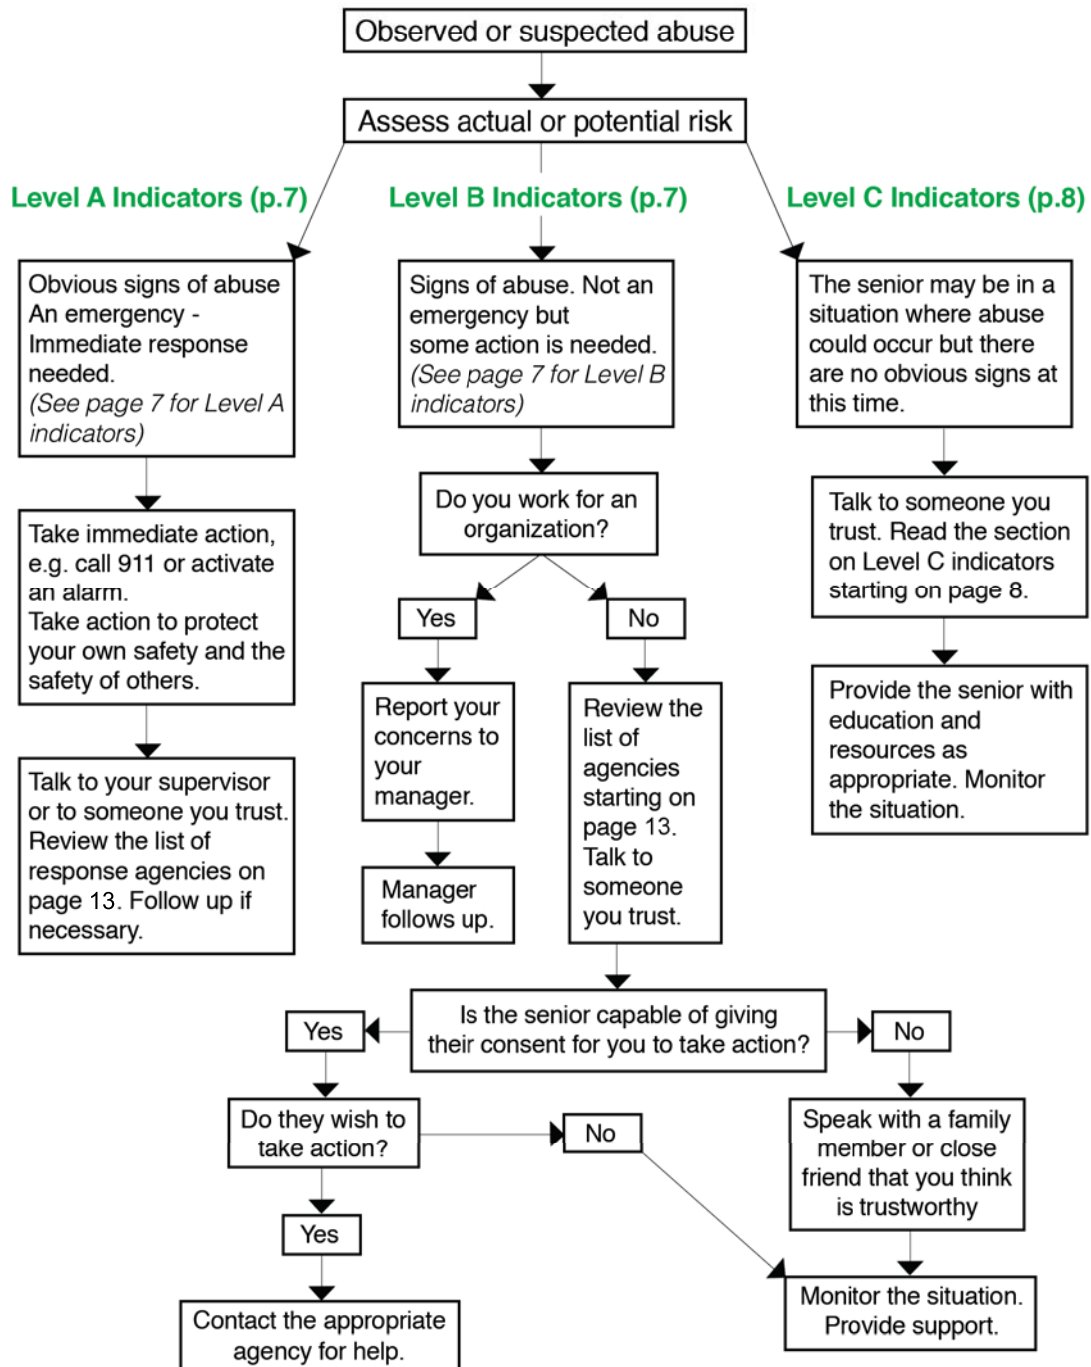 Observed or suspected abuse
Assess actual or potential risk
Level A Indicators (p.7)
Level B Indicators (p.7)
Level C Indicators (p.8)
Obvious signs of abuse
An emergency -
Immediate response
needed.
(See page 7 for Level A
indicators)
Signs of abuse. Not an
emergency but
some action is needed.
(See page 7 for Level B
indicators)
The senior may be in a
situation where abuse
could occur but there
are no obvious signs at
this time.
Take immediate action,
e.g. call 911 or activate
an alarm.
Take action to protect
your own safety and the
safety of others.
Do you work for an
organization?
Talk to someone you
trust. Read the section
on Level C indicators
starting on page 8.
Yes
No
Report your
concerns to
your
manager.
Review the
list of
agencies
starting on
page 13.
Talk to
someone
you trust.
Provide the senior with
education and
resources as
appropriate. Monitor
the situation.
Talk to your supervisor
or to someone you trust.
Review the list of
response agencies on
page 13. Follow up if
necessary.
Manager
follows up.
Is the senior capable of giving
their consent for you to take action?
Yes
No
Do they wish to
take action?
No
Speak with a family
member or close
friend that you think
is trustworthy
Yes
Monitor the situation.
Provide support.
Contact the appropriate
agency for help.